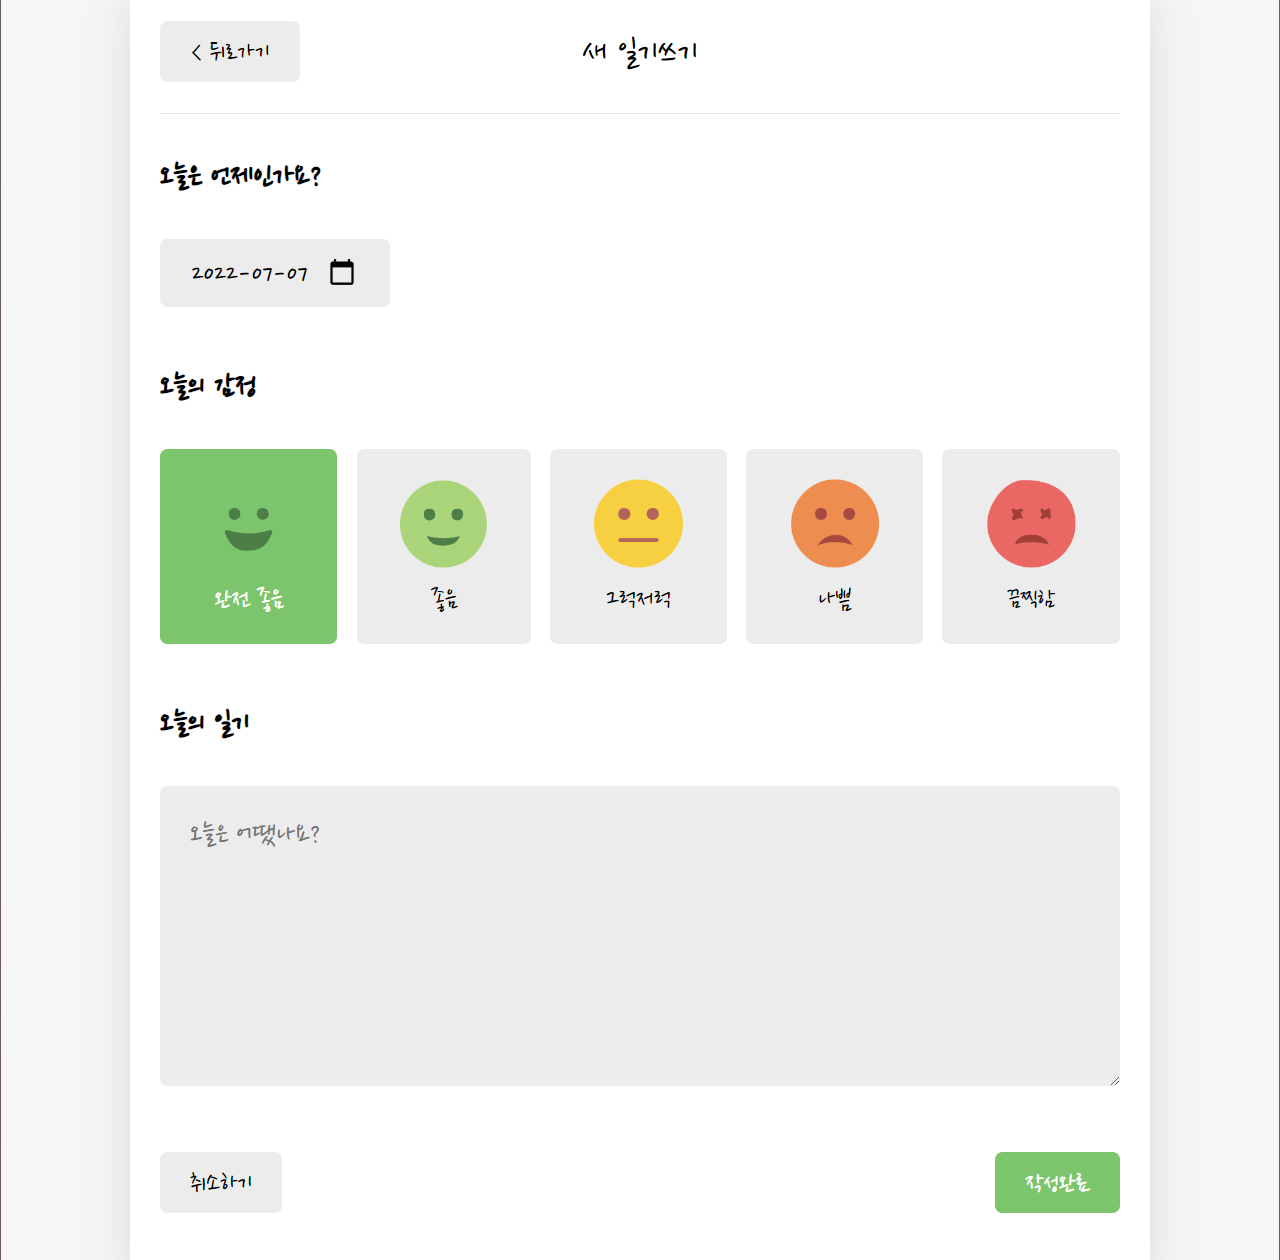 < 뒤로가기
새 일기쓰기
오늘은 언제인가요?
2022-07-07
오늘의 감정
완전 좋음
좋음
그럭저럭
나쁨
끔찍함
오늘의 일기
오늘은 어땠나요?
취소하기
작성완료